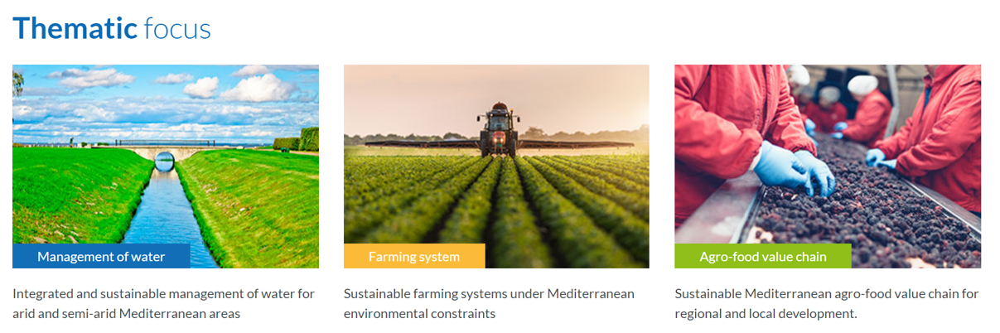 Thematic focus
Management of water
Farming system
Agro-food value chain
Integrated and sustainable management of water for
arid and semi-arid Mediterranean areas
Sustainable farming systems under Mediterranean
environmental constraints
Sustainable Mediterranean agro-food value chain for
regional and local development.